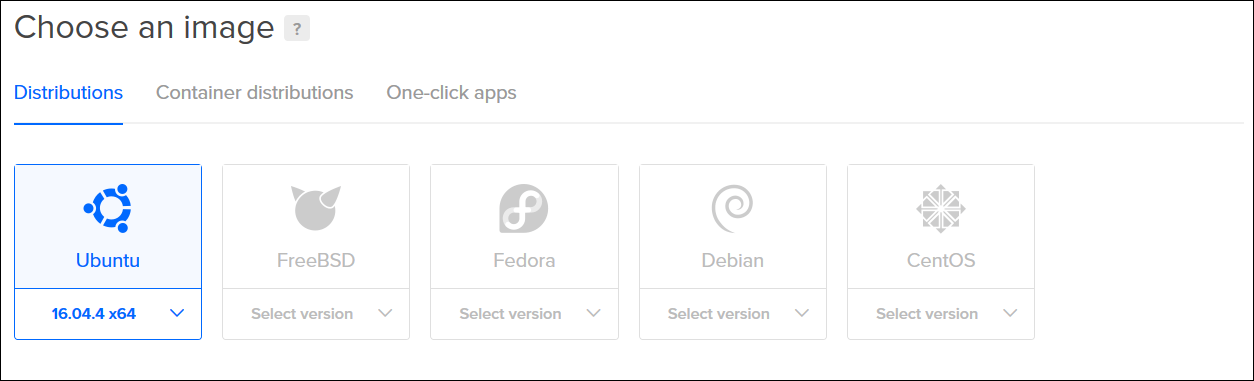 Choose an image ?
Distributions Container distributions One-click apps
Ubuntu FreeBSD Fedora Debian CentOS
16.04.4 x64 Select version Select version Select version Select version